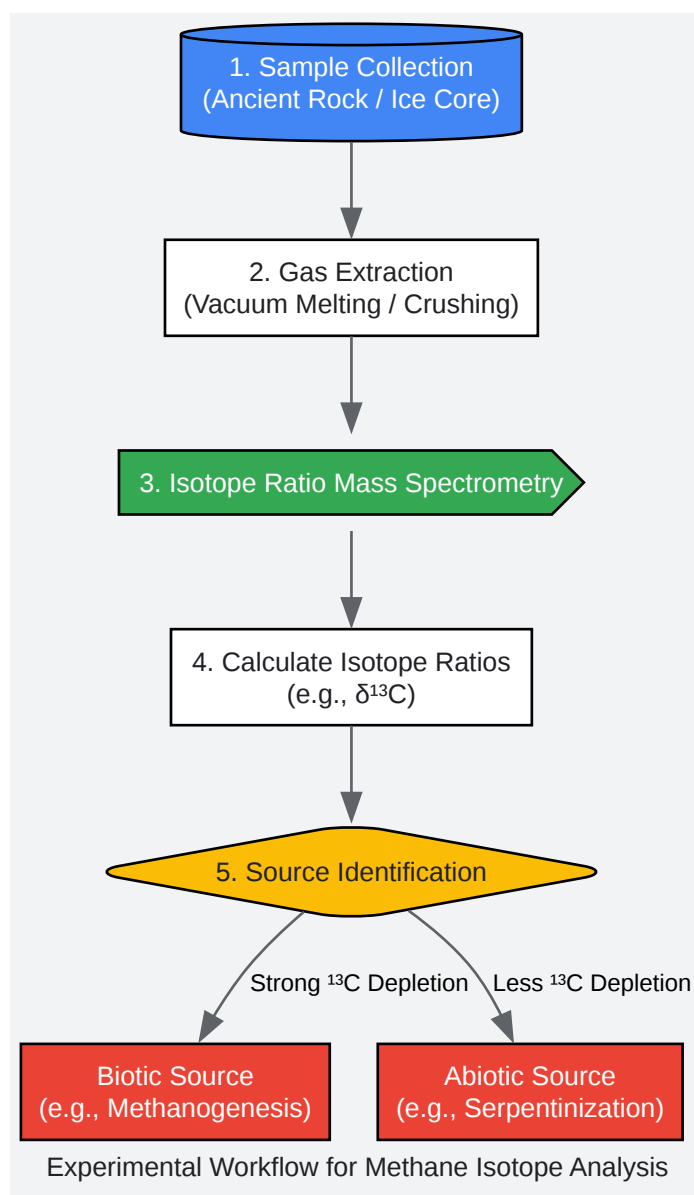 1. Sample Collection
(Ancient Rock / Ice Core)
2. Gas Extraction
(Vacuum Melting / Crushing)
3. Isotope Ratio Mass Spectrometry
4. Calculate Isotope Ratios
(e.g., δ¹³C)
5. Source Identification
Strong ¹³C Depletion
Less ¹³C Depletion
Biotic Source
(e.g., Methanogenesis)
Abiotic Source
(e.g., Serpentinization)
Experimental Workflow for Methane Isotope Analysis